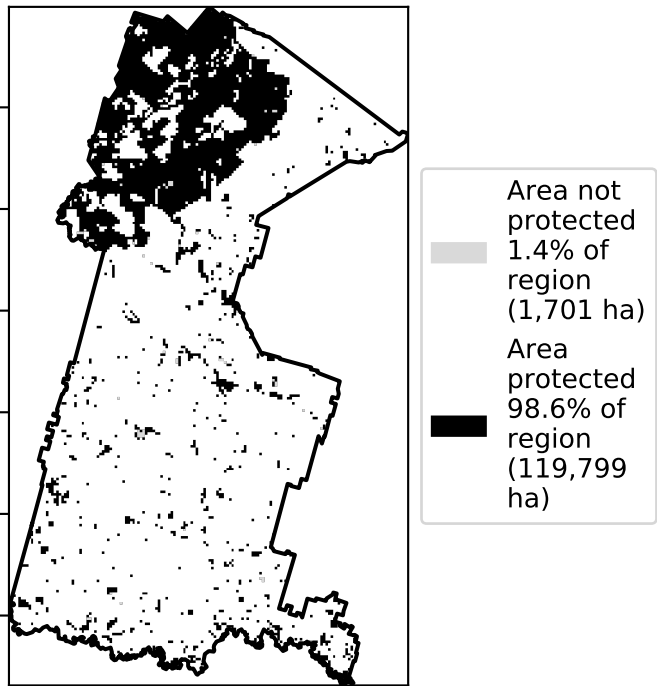 Area not
protected
1.4% of
region
(1,701 ha)
Area
protected
98.6% of
region
(119,799
ha)